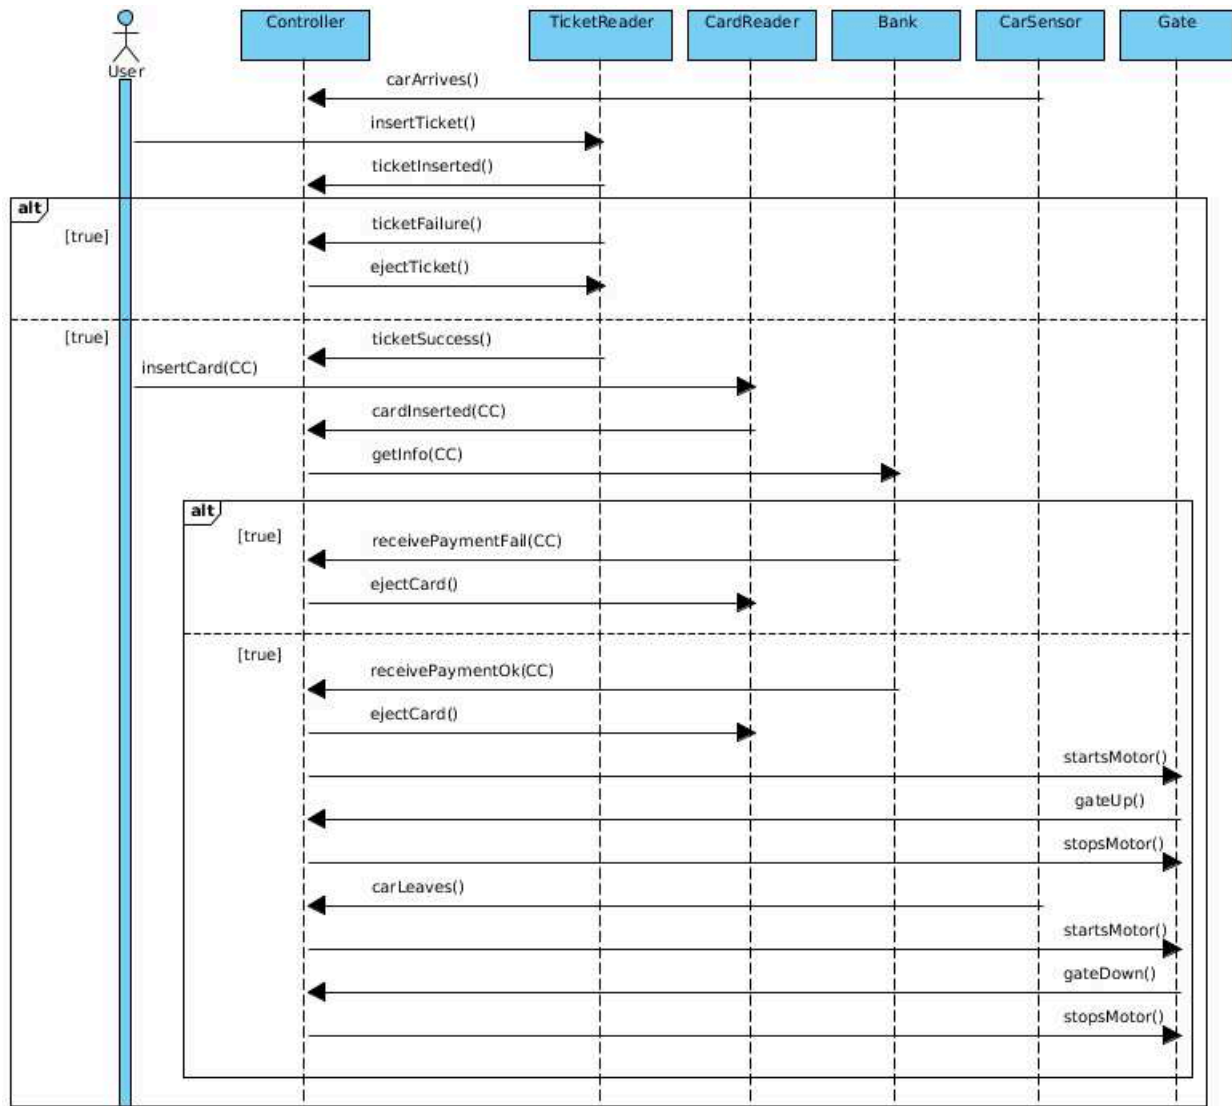 Controller
TicketReader
CardReader
Bank
CarSensor
Gate
User
carArrives()
insertTicket()
ticketInserted()
alt
[true]
ticketFailure()
ejectTicket()
[true]
ticketSuccess()
insertCard(CC)
cardInserted(CC)
getInfo(CC)
alt
[true]
receivePaymentFail(CC)
ejectCard()
[true]
receivePaymentOk(CC)
ejectCard()
startsMotor()
gateUp()
stopsMotor()
carLeaves()
startsMotor()
gateDown()
stopsMotor()